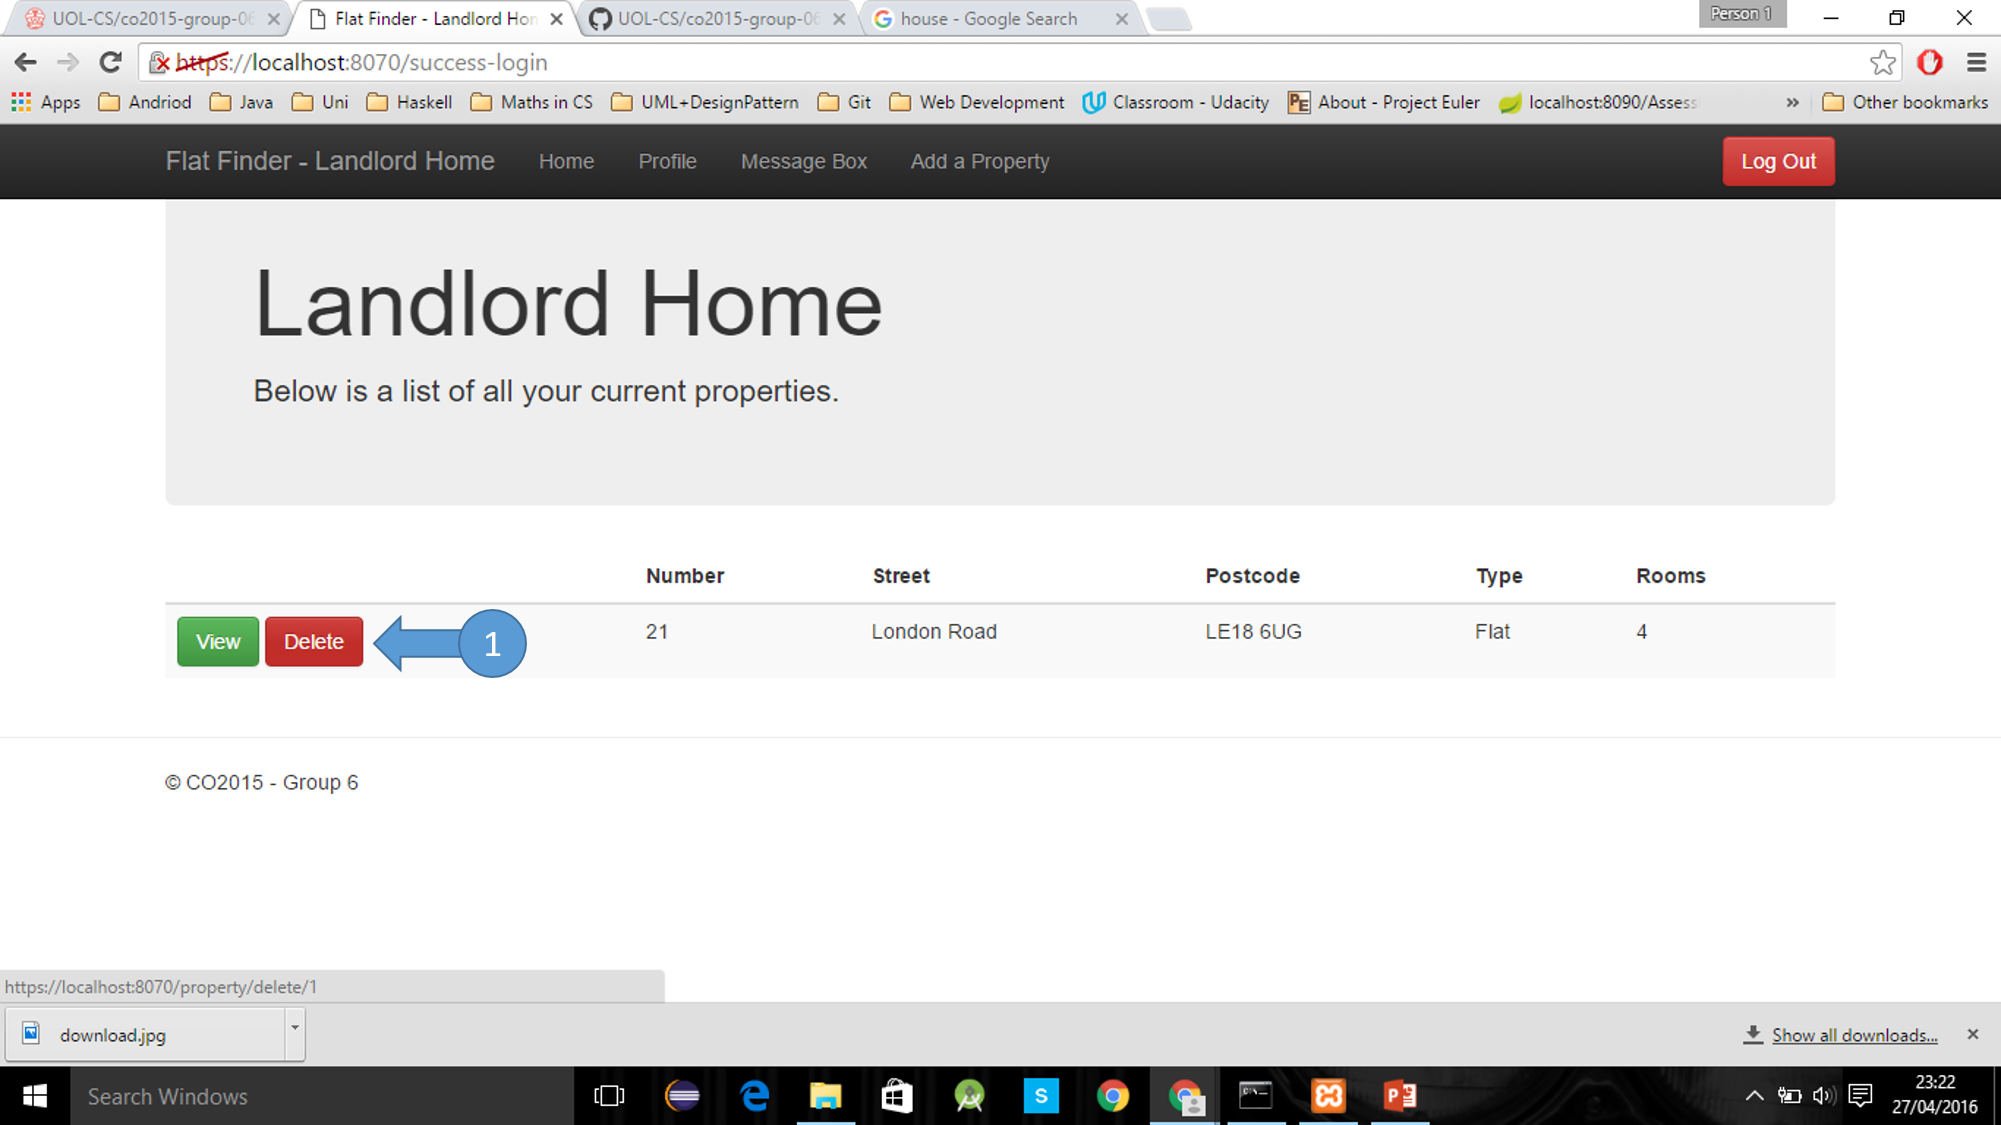 UOL-CS/co2015-group-06
Flat Finder - Landlord Hom
UOL-CS/co2015-group-06
house - Google Search
Person 1
https://localhost:8070/success-login
Apps Andriod Java Uni Haskell Maths in CS UML+DesignPattern Git Web Development Classroom - Udacity PE About - Project Euler localhost:8090/Assess » Other bookmarks
Flat Finder - Landlord Home Home Profile Message Box Add a Property Log Out
Landlord Home
Below is a list of all your current properties.
Number Street Postcode Type Rooms
View Delete 1 21 London Road LE18 6UG Flat 4
© CO2015 - Group 6
https://localhost:8070/property/delete/1
download.jpg
Show all downloads...
Search Windows
23:22
27/04/2016